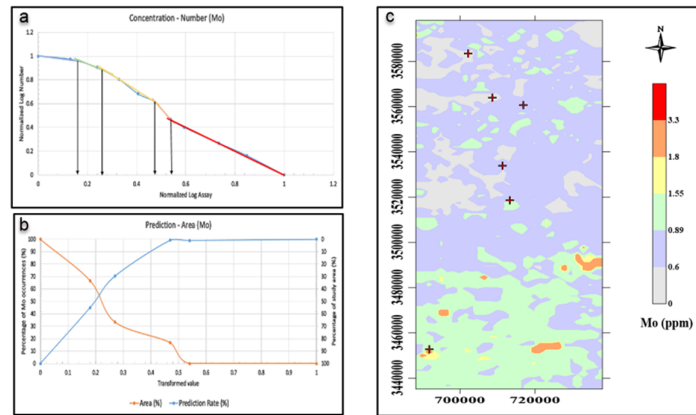 a
Concentration - Number (Mo)
Normalized Log Number
1.2
1
0.8
0.6
0.4
0.2
0
0 0.2 0.4 0.6 0.8 1 1.2
Normalized Log Assay
b
Prediction - Area (Mo)
Percentage of Mo occurrences (%)
100
90
80
70
60
50
40
30
20
10
0
0
10
20
30
40
50
60
70
80
90
100
Percentage of study area (%)
0 0.1 0.2 0.3 0.4 0.5 0.6 0.7 0.8 0.9 1
Transformed value
Area (%) Prediction Rate (%)
c
3580000
3560000
3540000
3520000
3500000
3480000
3460000
3440000
700000 720000
N
3.3
1.8
1.55
0.89
0.6
0
Mo (ppm)